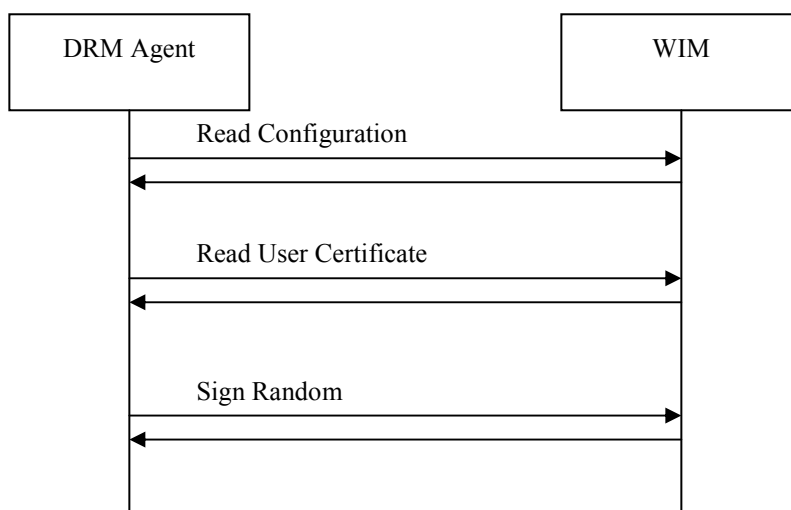 DRM Agent
WIM
Read Configuration
Read User Certificate
Sign Random